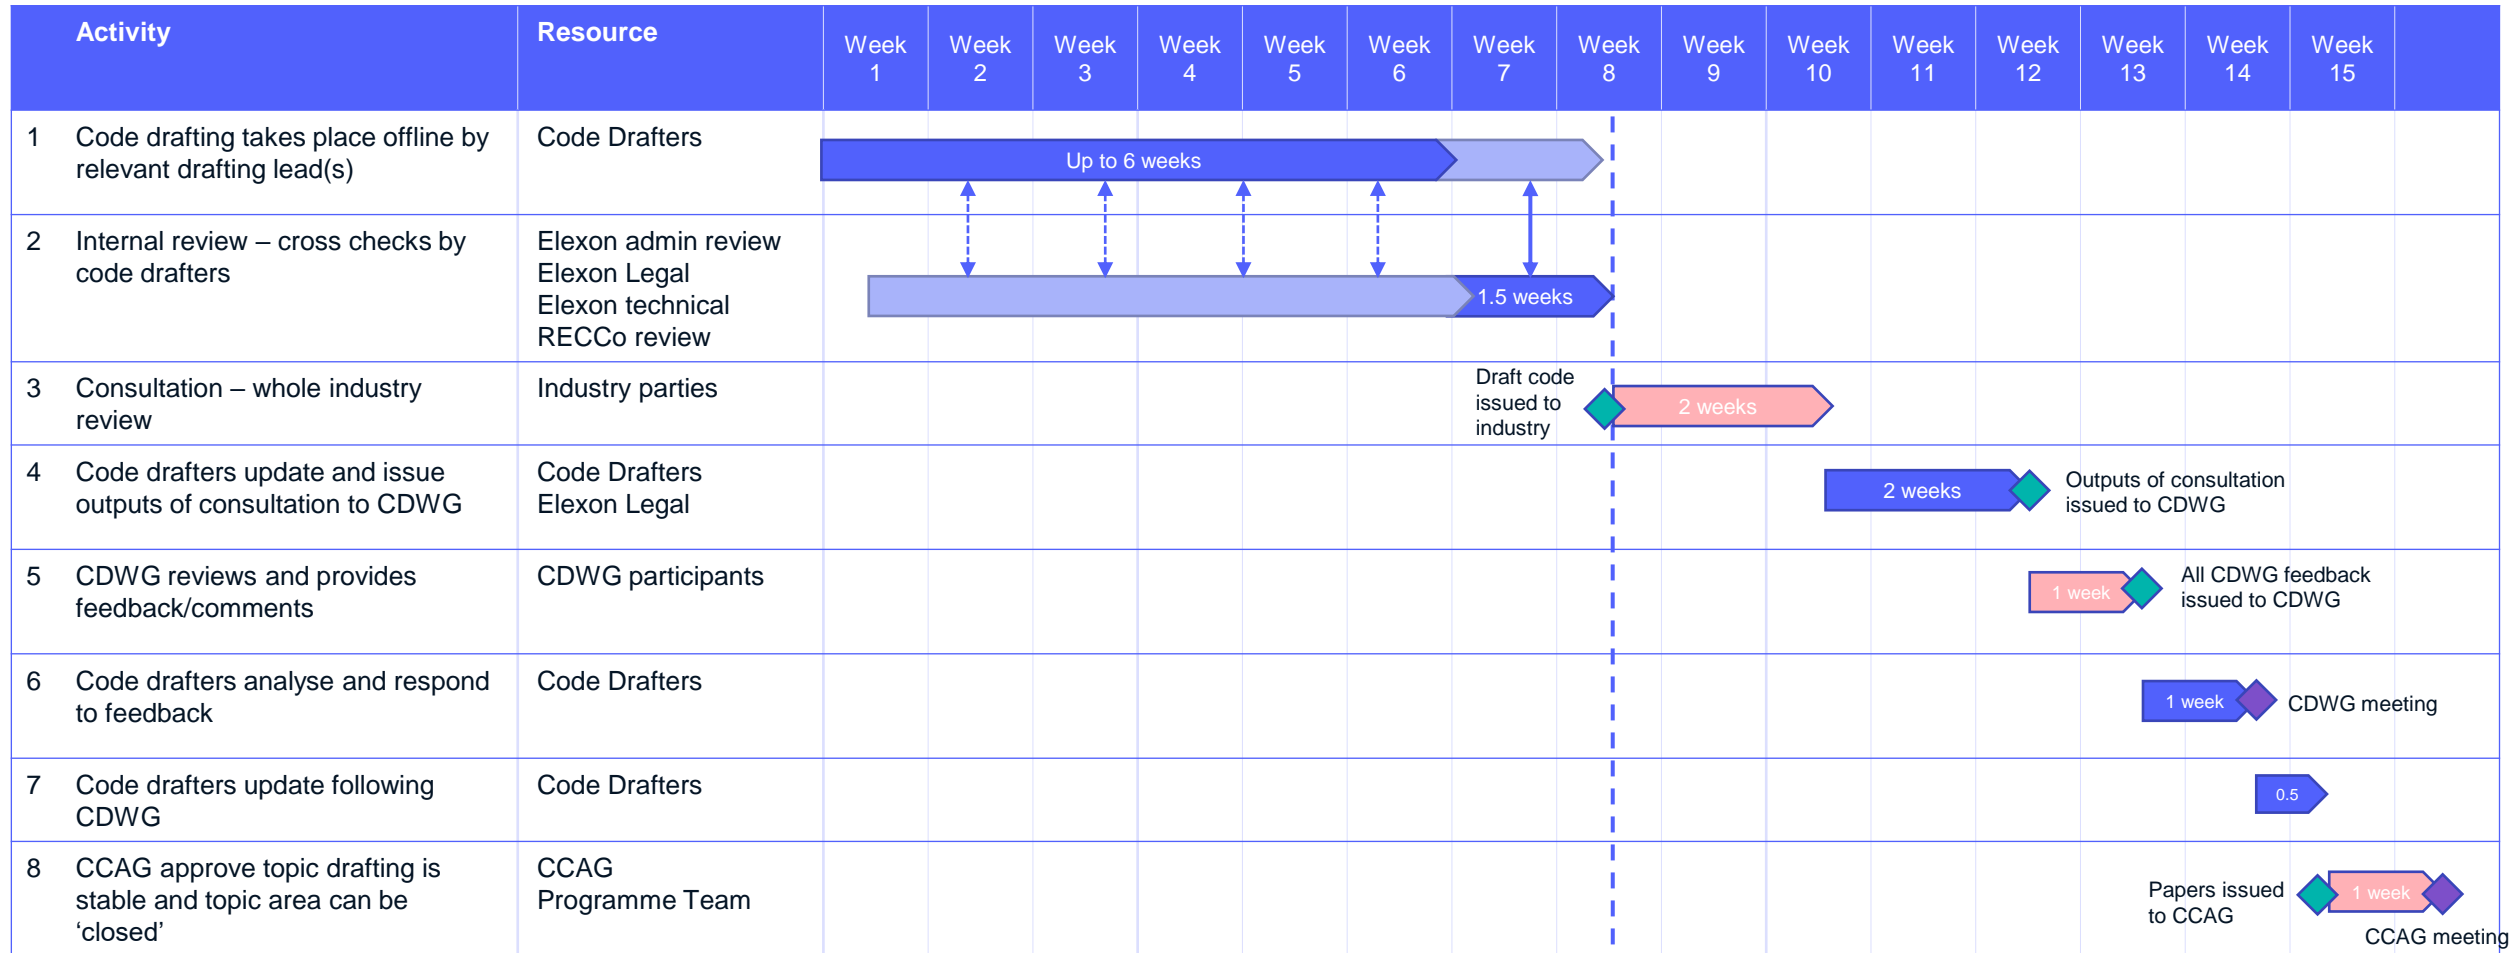 Activity
Resource
Week
1
Week
2
Week
3
Week
4
Week
5
Week
6
Week
7
Week
8
Week
9
Week
10
Week
11
Week
12
Week
13
Week
14
Week
15
1
Code drafting takes place offline by
relevant drafting lead(s)
Code Drafters
Up to 6 weeks
2
Internal review – cross checks by
code drafters
Elexon admin review
Elexon Legal
Elexon technical
RECCo review
1.5 weeks
3
Consultation – whole industry
review
Industry parties
Draft code
issued to
industry
2 weeks
4
Code drafters update and issue
outputs of consultation to CDWG
Code Drafters
Elexon Legal
2 weeks
Outputs of consultation
issued to CDWG
5
CDWG reviews and provides
feedback/comments
CDWG participants
1 week
All CDWG feedback
issued to CDWG
6
Code drafters analyse and respond
to feedback
Code Drafters
1 week
CDWG meeting
7
Code drafters update following
CDWG
Code Drafters
0.5
8
CCAG approve topic drafting is
stable and topic area can be
‘closed’
CCAG
Programme Team
Papers issued
to CCAG
1 week
CCAG meeting